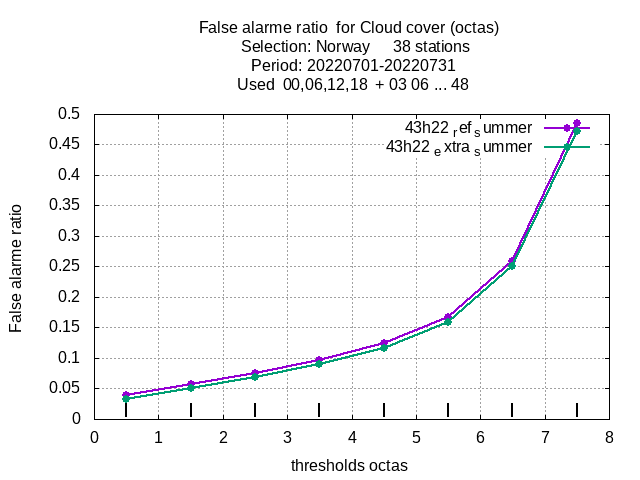 False alarme ratio  for Cloud cover (octas)
Selection: Norway     38 stations
Period: 20220701-20220731
Used  00,06,12,18  + 03 06 ... 48
0.5
0.45
0.4
0.35
0.3
0.25
0.2
0.15
0.1
0.05
0
False alarme ratio
43h22 ref summer
43h22 extra summer
0 1 2 3 4 5 6 7 8
thresholds octas